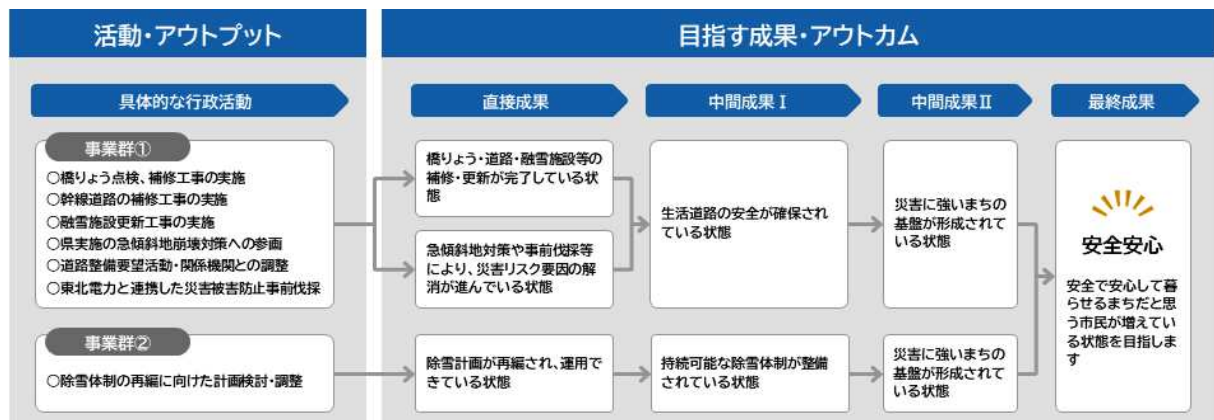 活動・アウトプット
目指す成果・アウトカム
具体的な行政活動
直接成果
中間成果Ⅰ
中間成果Ⅱ
最終成果
事業群①
○橋りょう点検、補修工事の実施
○幹線道路の補修工事の実施
○融雪施設更新工事の実施
○県実施の急傾斜地崩壊対策への参画
○道路整備要望活動・関係機関との調整
○東北電力と連携した災害被害防止事前伐採
橋りょう・道路・融雪施設等の
補修・更新が完了している状
態
急傾斜地対策や事前伐採等
により、災害リスク要因の解
消が進んでいる状態
生活道路の安全が確保され
ている状態
災害に強いまちの
基盤が形成されて
いる状態
事業群②
○除雪体制の再編に向けた計画検討・調整
除雪計画が再編され、運用で
きている状態
持続可能な除雪体制が整備
されている状態
災害に強いまちの
基盤が形成されて
いる状態
安全安心
安全で安心して暮
らせるまちだと思
う市民が増えてい
る状態を目指しま
す